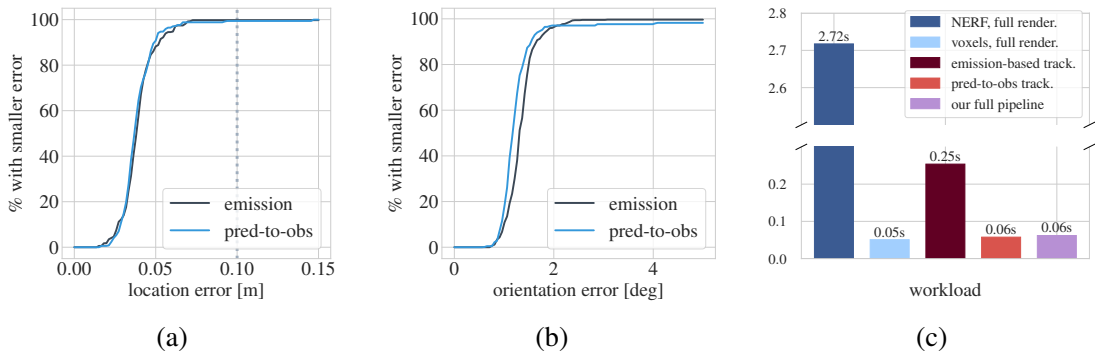 % with smaller error
100
80
60
40
20
0
emission
pred-to-obs
0.00
0.05
0.10
0.15
location error [m]
(a)
% with smaller error
100
80
60
40
20
0
emission
pred-to-obs
0
2
4
orientation error [deg]
(b)
2.8
2.7
2.6
0.2
0.1
0.0
NERF, full render.
voxels, full render.
emission-based track.
pred-to-obs track.
our full pipeline
2.72s
0.05s
0.25s
0.06s
0.06s
workload
(c)